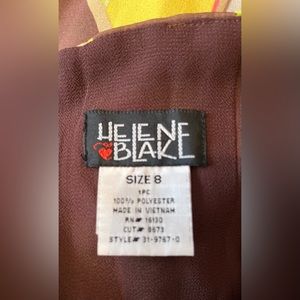 HELENE
BLAKE
SIZE 8
1PC
100% POLYESTER
MADE IN VIETNAM
RN# 16130
CUT# 8673
STYLE# 31-9767-0